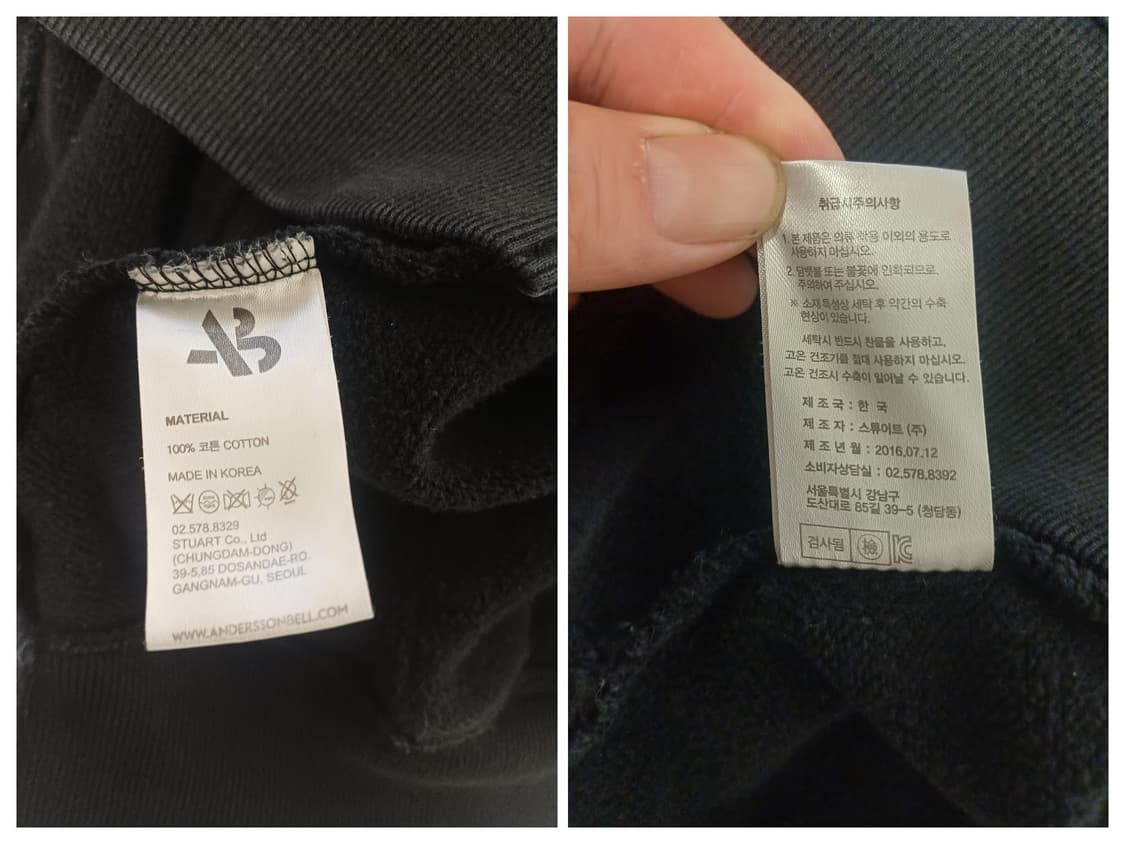 AB
MATERIAL
100% 코튼 COTTON
MADE IN KOREA
02.578.8329
STUART Co., Ltd
(CHUNGDAM-DONG)
39-5,85 DOSANDAE-RO.
GANGNAM-GU, SEOUL
WWW.ANDERSSONBELL.COM
취급시주의사항
1. 본 제품은 의류 착용 이외의 용도로
사용하지 마십시오.
2. 담뱃불 또는 불꽃에 인화되므로.
주의하여 주십시오.
※ 소재 특성상 세탁 후 약간의 수축
현상이 있습니다.
세탁시 반드시 찬물을 사용하고,
고온 건조기를 절대 사용하지 마십시오.
고온 건조시 수축이 일어날 수 있습니다.
제 조 국 : 한 국
제 조 자 : 스튜어트 (주)
제 조 년 월 : 2016.07.12
소비자상담실 : 02.578.8392
서울특별시 강남구
도산대로 85길 39-5 (청담동)
검사필 檢 KC